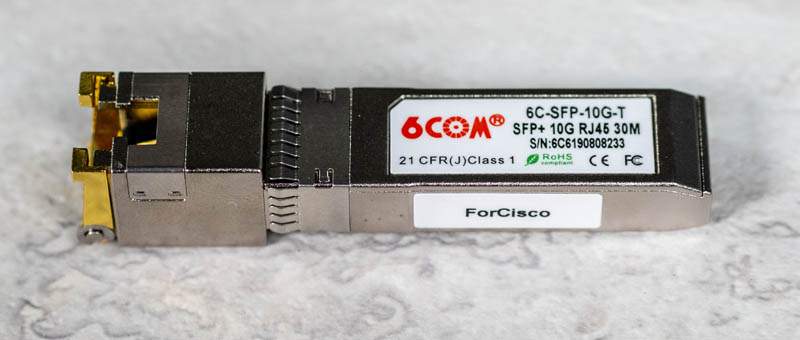 6COM®
6C-SFP-10G-T
SFP+ 10G RJ45 30M
S/N:6C6190808233
21 CFR(J)Class 1
RoHS
compliant
CE FC
ForCisco